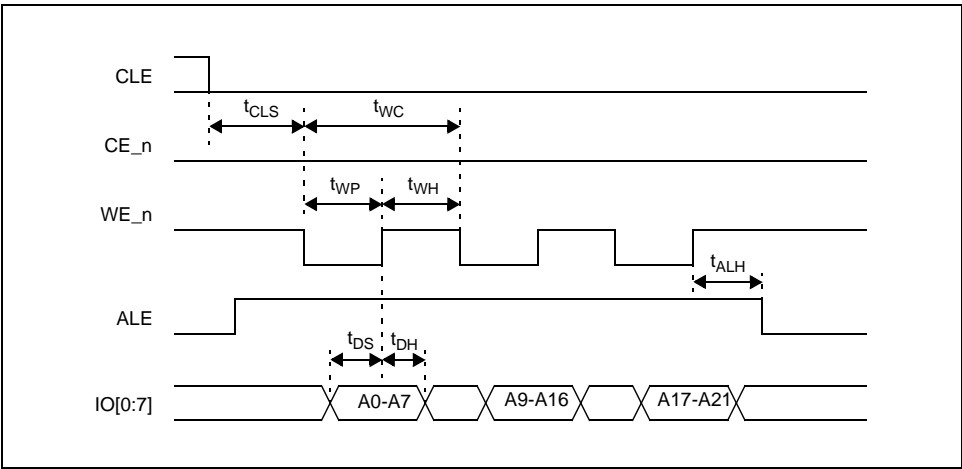 CLE
tCLS
tWC
CE_n
tWP
tWH
WE_n
tALH
ALE
tDS
tDH
IO[0:7]
A0-A7
A9-A16
A17-A21